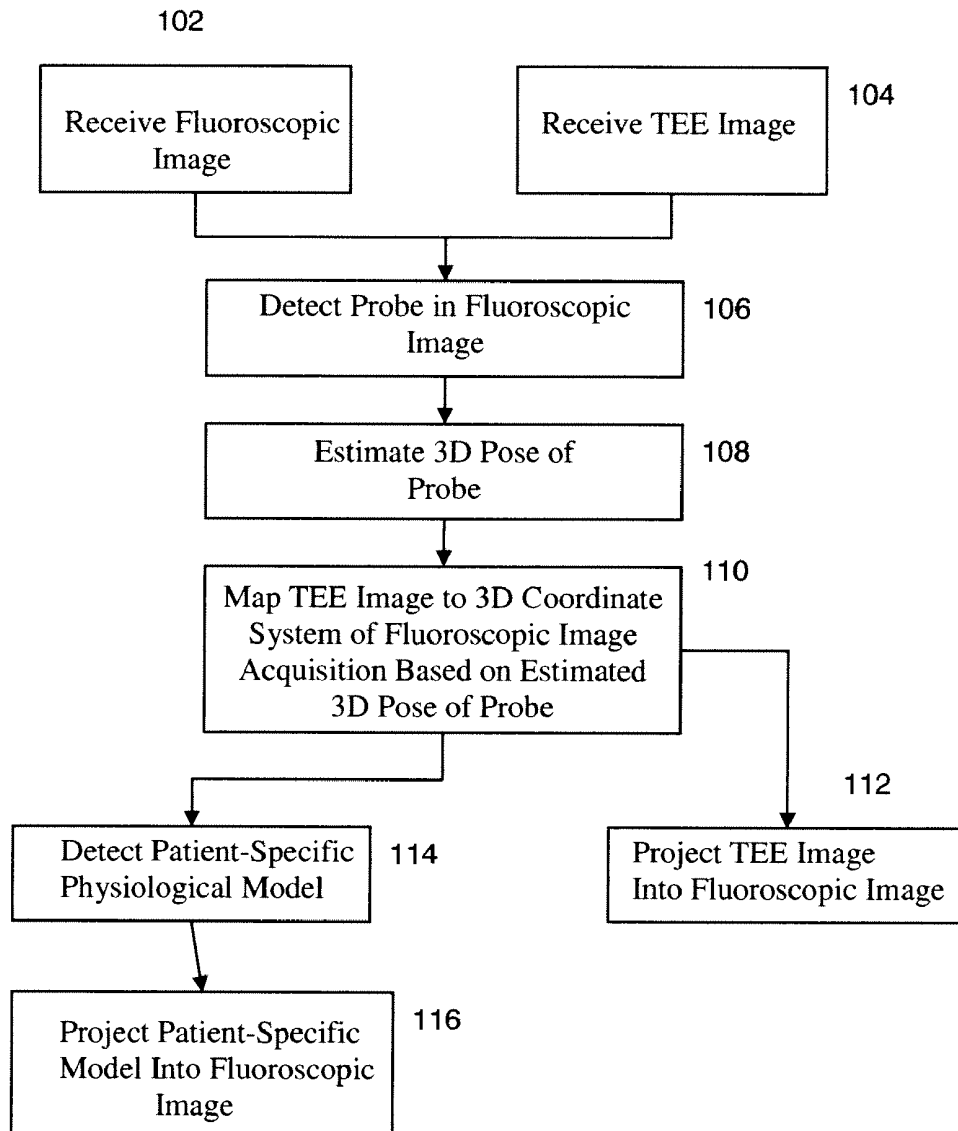 102
Receive Fluoroscopic
Image
Receive TEE Image
104
Detect Probe in Fluoroscopic
Image
106
Estimate 3D Pose of
Probe
108
110
Map TEE Image to 3D Coordinate
System of Fluoroscopic Image
Acquisition Based on Estimated
3D Pose of Probe
112
Detect Patient-Specific
Physiological Model
114
Project TEE Image
Into Fluoroscopic Image
Project Patient-Specific
Model Into Fluoroscopic
Image
116